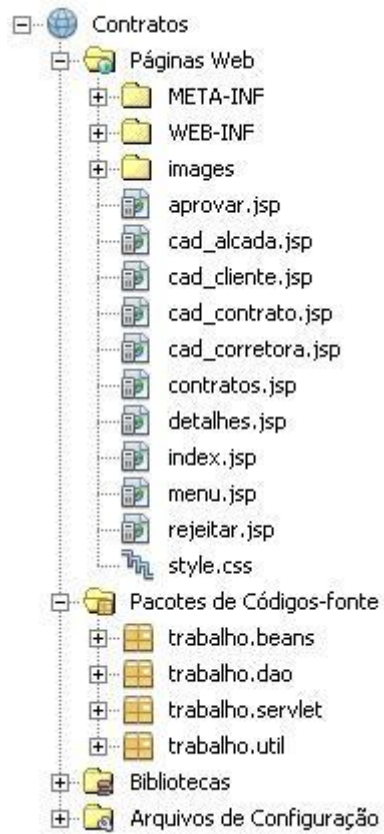 Contratos
Páginas Web
META-INF
WEB-INF
images
aprovar.jsp
cad_alcada.jsp
cad_cliente.jsp
cad_contrato.jsp
cad_corretora.jsp
contratos.jsp
detalhes.jsp
index.jsp
menu.jsp
rejeitar.jsp
style.css
Pacotes de Códigos-fonte
trabalho.beans
trabalho.dao
trabalho.servlet
trabalho.util
Bibliotecas
Arquivos de Configuração